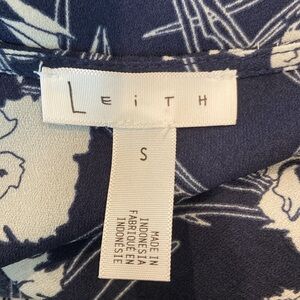 LEiTH
S
MADE IN
INDONESIA
FABRIQUÉ EN
INDONÉSIE